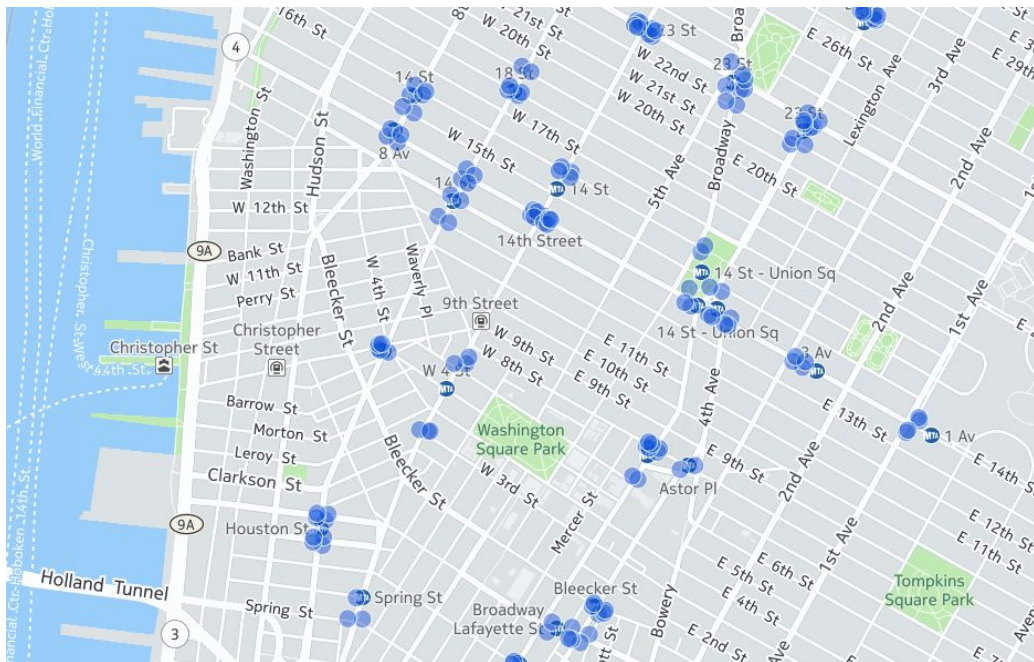 16th St
W 21st St
W 20th St
23 St
W 22nd St
W 21st St
W 20th St
23 St
E 26th St
3rd Ave
E 29th
Lexington Ave
2nd Ave
World Financial Ctr-Hoboken
4
14 St
18 St
Washington St
Hudson St
8 Av
W 15th St
W 17th St
5th Ave
Broadway
E 20th St
W 12th St
MTA
14 St
14th Street
9A
Bank St
W 11th St
Perry St
Bleecker St
W 4th St
Waverly Pl
14 St - Union Sq
14 St - Union Sq
9th Street
Christopher St
Christopher
Street
W 9th St
W 8th St
E 11th St
E 10th St
E 9th St
4th Ave
3 Av
MTA
2nd Ave
1st Ave
W 4 St
Barrow St
Morton St
Leroy St
Clarkson St
Bleecker St
Washington
Square Park
W 3rd St
E 13th St
MTA
1 Av
E 14th St
E 9th St
Astor Pl
Mercer St
2nd Ave
1st Ave
E 12th St
E 11th St
9A
Houston St
Holland Tunnel
Spring St
Spring St
3
Bleecker St
Broadway
Lafayette St
Bowery
E 6th St
E 5th St
E 4th St
E 2nd St
Tompkins
Square Park